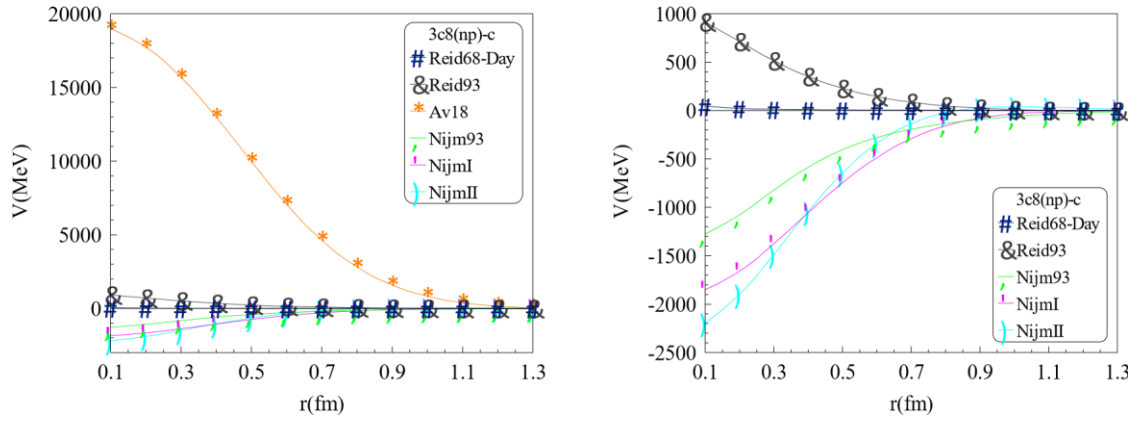 20000
15000
10000
5000
0
V(MeV)
3c8(np)-c
# Reid68-Day
& Reid93
* Av18
, Nijm93
' NijmI
) NijmII
0.1 0.3 0.5 0.7 0.9 1.1 1.3
r(fm)
1000
500
0
-500
-1000
-1500
-2000
-2500
V(MeV)
3c8(np)-c
# Reid68-Day
& Reid93
, Nijm93
' NijmI
) NijmII
0.1 0.3 0.5 0.7 0.9 1.1 1.3
r(fm)